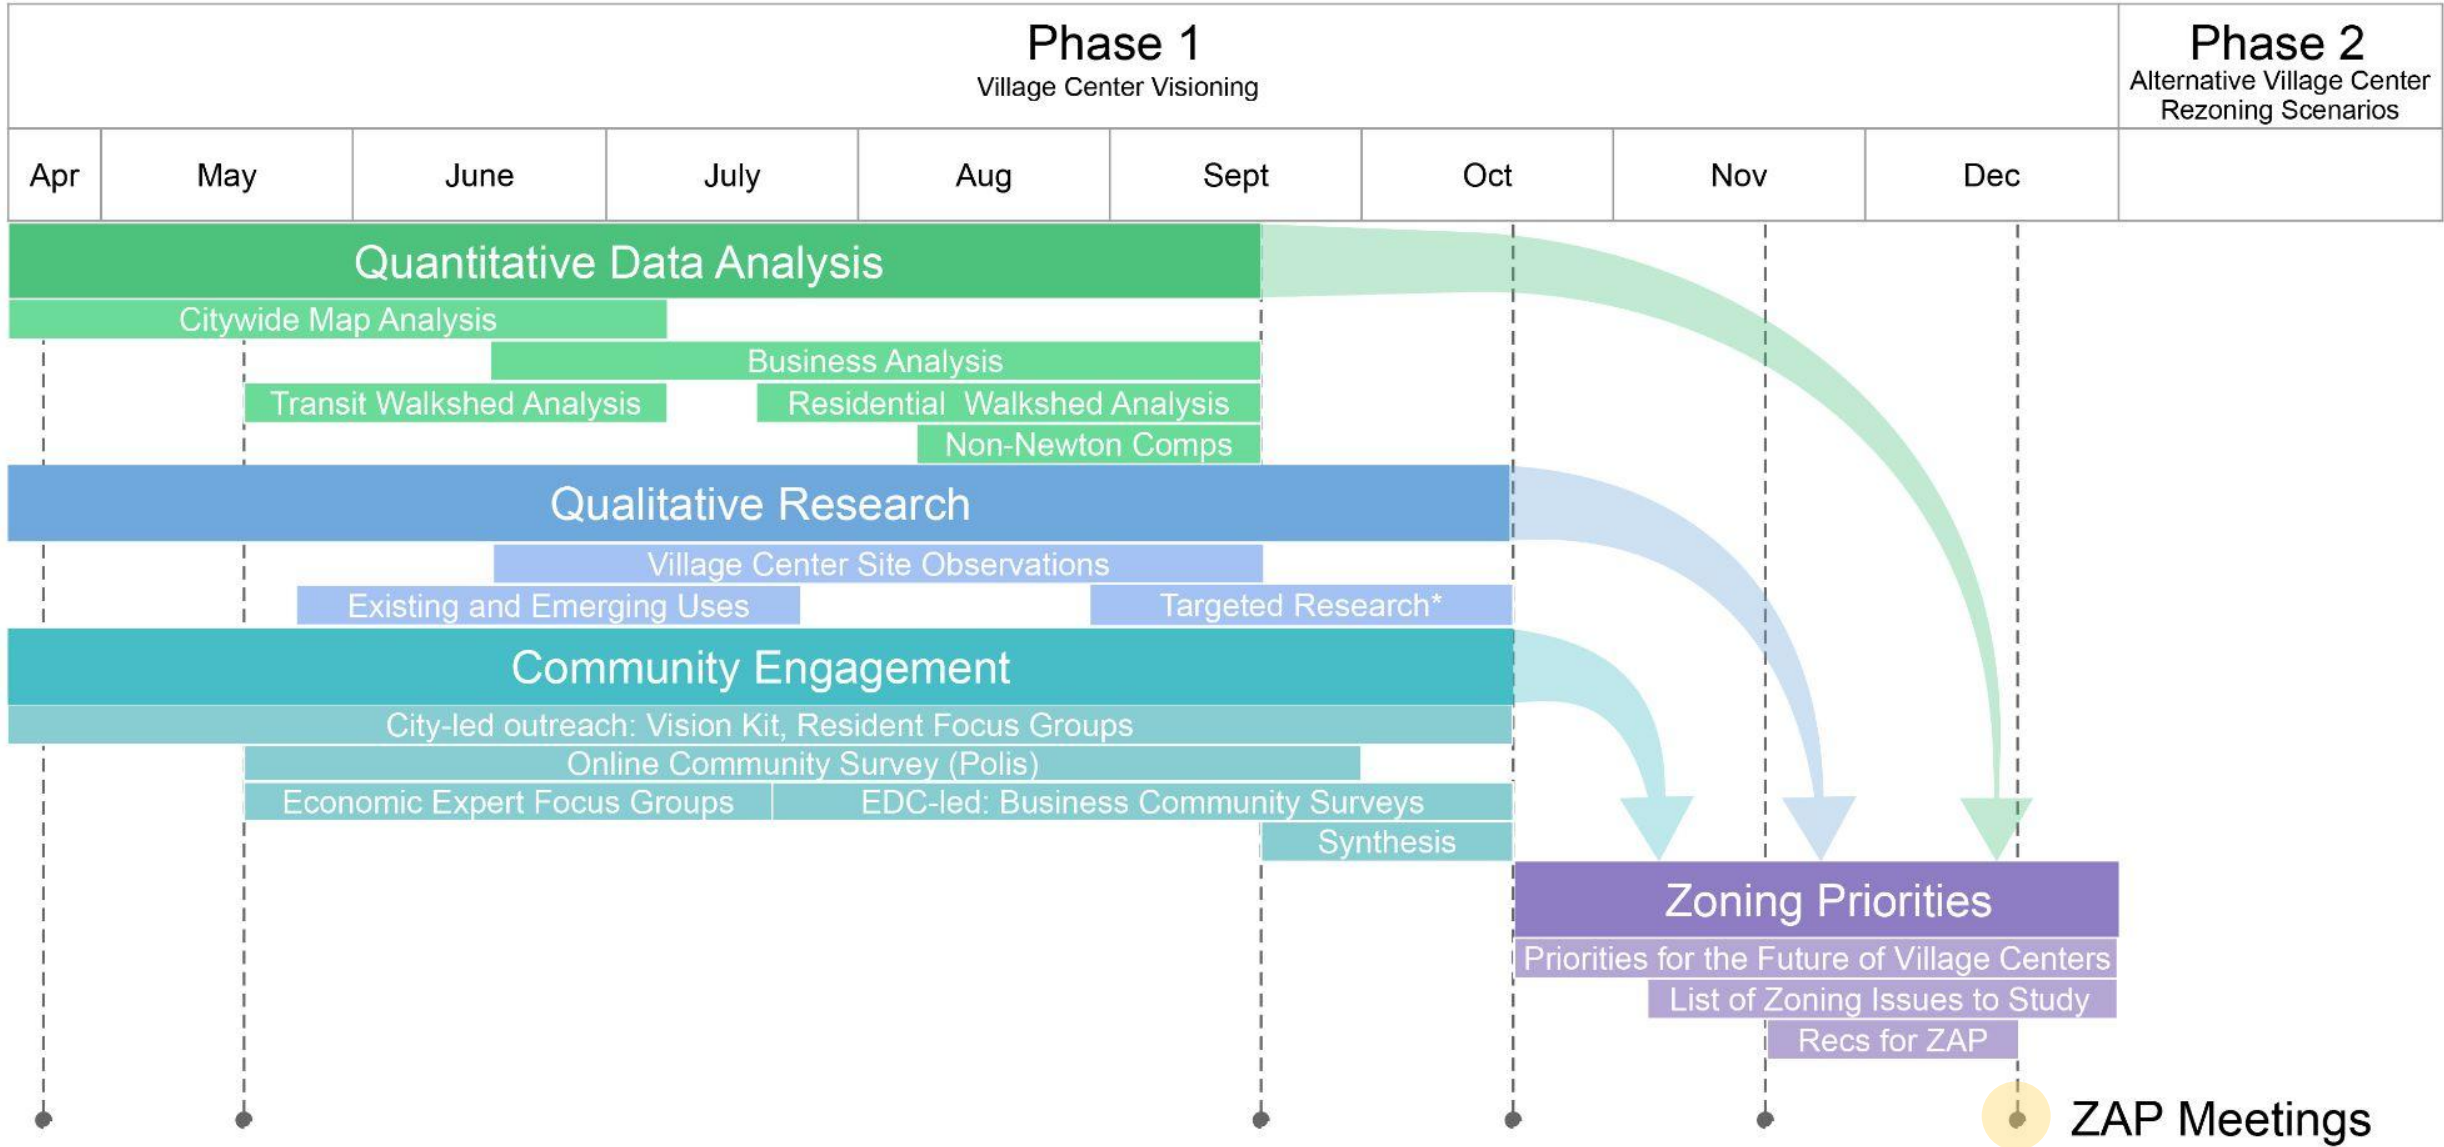 Phase 1
Village Center Visioning
Phase 2
Alternative Village Center
Rezoning Scenarios
Apr
May
June
July
Aug
Sept
Oct
Nov
Dec
Quantitative Data Analysis
Citywide Map Analysis
Business Analysis
Transit Walkshed Analysis
Residential Walkshed Analysis
Non-Newton Comps
Qualitative Research
Village Center Site Observations
Existing and Emerging Uses
Targeted Research*
Community Engagement
City-led outreach: Vision Kit, Resident Focus Groups
Online Community Survey (Polis)
Economic Expert Focus Groups
EDC-led: Business Community Surveys
Synthesis
Zoning Priorities
Priorities for the Future of Village Centers
List of Zoning Issues to Study
Recs for ZAP
ZAP Meetings